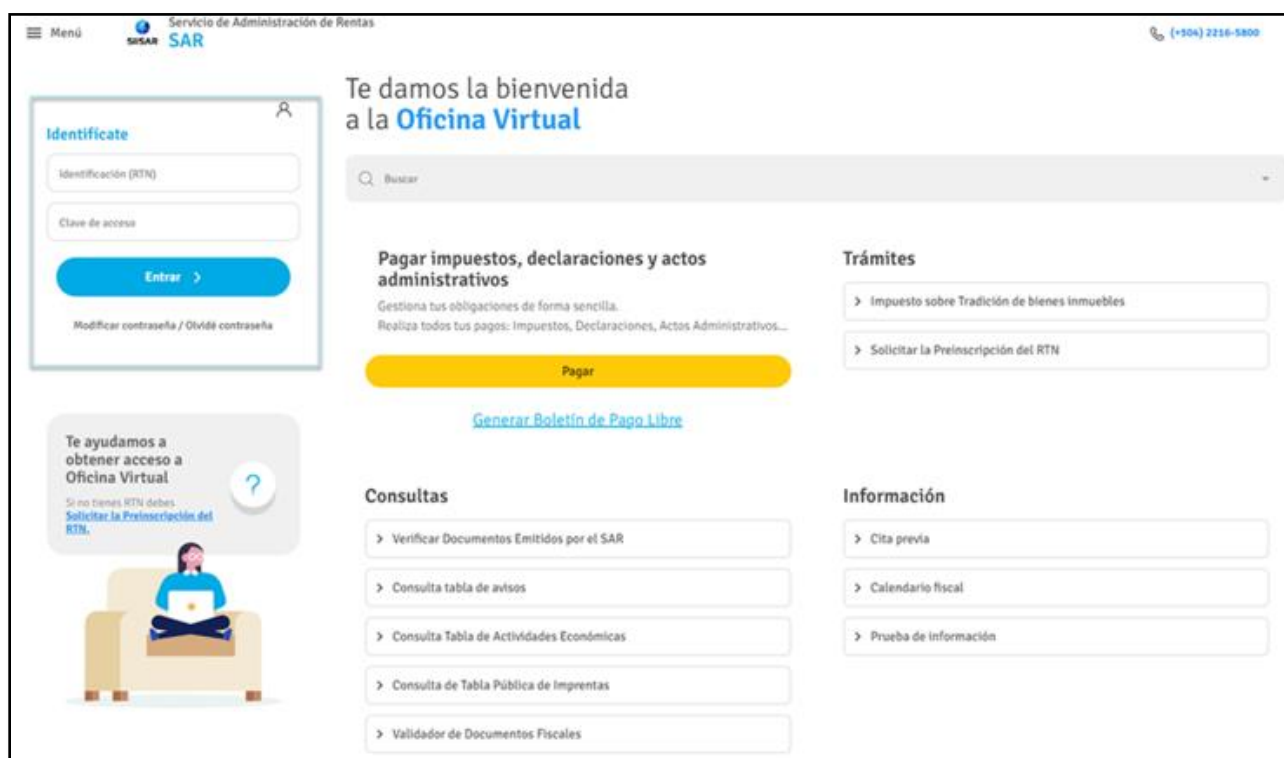 Menú
SIISAR
Servicio de Administración de Rentas
SAR
(+504) 2216-5800
Identifícate
Identificación (RTN)
Clave de acceso
Entrar
Modificar contraseña / Olvidé contraseña
Te ayudamos a
obtener acceso a
Oficina Virtual
Si no tienes RTN debes
Solicitar la Preinscripción del
RTN.
?
Te damos la bienvenida
a la Oficina Virtual
Buscar
Pagar impuestos, declaraciones y actos
administrativos
Gestiona tus obligaciones de forma sencilla.
Realiza todos tus pagos: Impuestos, Declaraciones, Actos Administrativos...
Pagar
Generar Boletín de Pago Libre
Trámites
Impuesto sobre Tradición de bienes inmuebles
Solicitar la Preinscripción del RTN
Consultas
Verificar Documentos Emitidos por el SAR
Consulta tabla de avisos
Consulta Tabla de Actividades Económicas
Consulta de Tabla Pública de Imprentas
Validador de Documentos Fiscales
Información
Cita previa
Calendario fiscal
Prueba de información